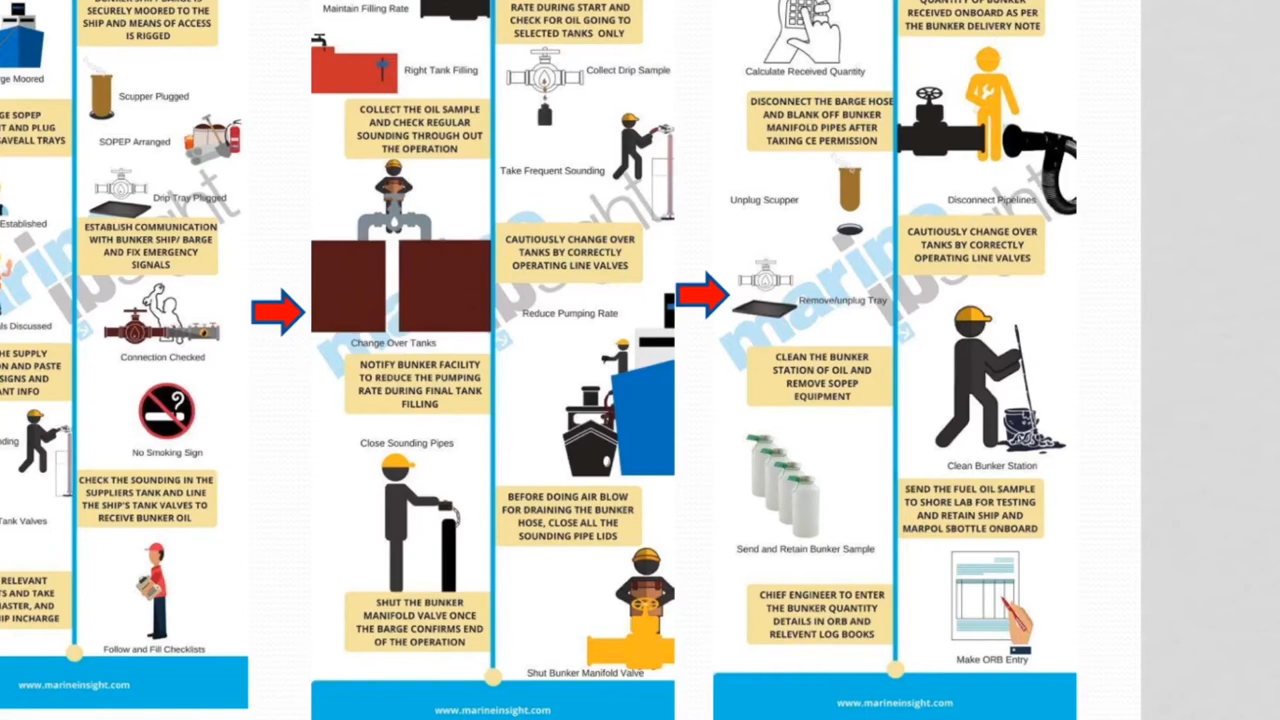 BUNKER SHIP/ BARGE IS
SECURELY MOORED TO THE
SHIP AND MEANS OF ACCESS
IS RIGGED
rge Moored
Scupper Plugged
GE SOPEP
T AND PLUG
SAVEALL TRAYS
SOPEP Arranged
Drip Tray Plugged
Established
ESTABLISH COMMUNICATION
WITH BUNKER SHIP/ BARGE
AND FIX EMERGENCY
SIGNALS
ls Discussed
Connection Checked
HE SUPPLY
ON AND PASTE
SIGNS AND
ANT INFO
No Smoking Sign
nding
CHECK THE SOUNDING IN THE
SUPPLIERS TANK AND LINE
THE SHIP'S TANK VALVES TO
RECEIVE BUNKER OIL
Tank Valves
RELEVANT
TS AND TAKE
MASTER, AND
HIP INCHARGE
Follow and Fill Checklists
www.marineinsight.com
Maintain Filling Rate
RATE DURING START AND
CHECK FOR OIL GOING TO
SELECTED TANKS ONLY
Right Tank Filling
Collect Drip Sample
COLLECT THE OIL SAMPLE
AND CHECK REGULAR
SOUNDING THROUGH OUT
THE OPERATION
Take Frequent Sounding
CAUTIOUSLY CHANGE OVER
TANKS BY CORRECTLY
OPERATING LINE VALVES
Change Over Tanks
Reduce Pumping Rate
NOTIFY BUNKER FACILITY
TO REDUCE THE PUMPING
RATE DURING FINAL TANK
FILLING
Close Sounding Pipes
BEFORE DOING AIR BLOW
FOR DRAINING THE BUNKER
HOSE, CLOSE ALL THE
SOUNDING PIPE LIDS
SHUT THE BUNKER
MANIFOLD VALVE ONCE
THE BARGE CONFIRMS END
OF THE OPERATION
Shut Bunker Manifold Valve
www.marineinsight.com
QUANTITY OF BUNKER
RECEIVED ONBOARD AS PER
THE BUNKER DELIVERY NOTE
Calculate Received Quantity
DISCONNECT THE BARGE HOSE
AND BLANK OFF BUNKER
MANIFOLD PIPES AFTER
TAKING CE PERMISSION
Unplug Scupper
Disconnect Pipelines
CAUTIOUSLY CHANGE OVER
TANKS BY CORRECTLY
OPERATING LINE VALVES
Remove/unplug Tray
CLEAN THE BUNKER
STATION OF OIL AND
REMOVE SOPEP
EQUIPMENT
Clean Bunker Station
SEND THE FUEL OIL SAMPLE
TO SHORE LAB FOR TESTING
AND RETAIN SHIP AND
MARPOL SBOTTLE ONBOARD
Send and Retain Bunker Sample
CHIEF ENGINEER TO ENTER
THE BUNKER QUANTITY
DETAILS IN ORB AND
RELEVENT LOG BOOKS
Make ORB Entry
www.marineinsight.com